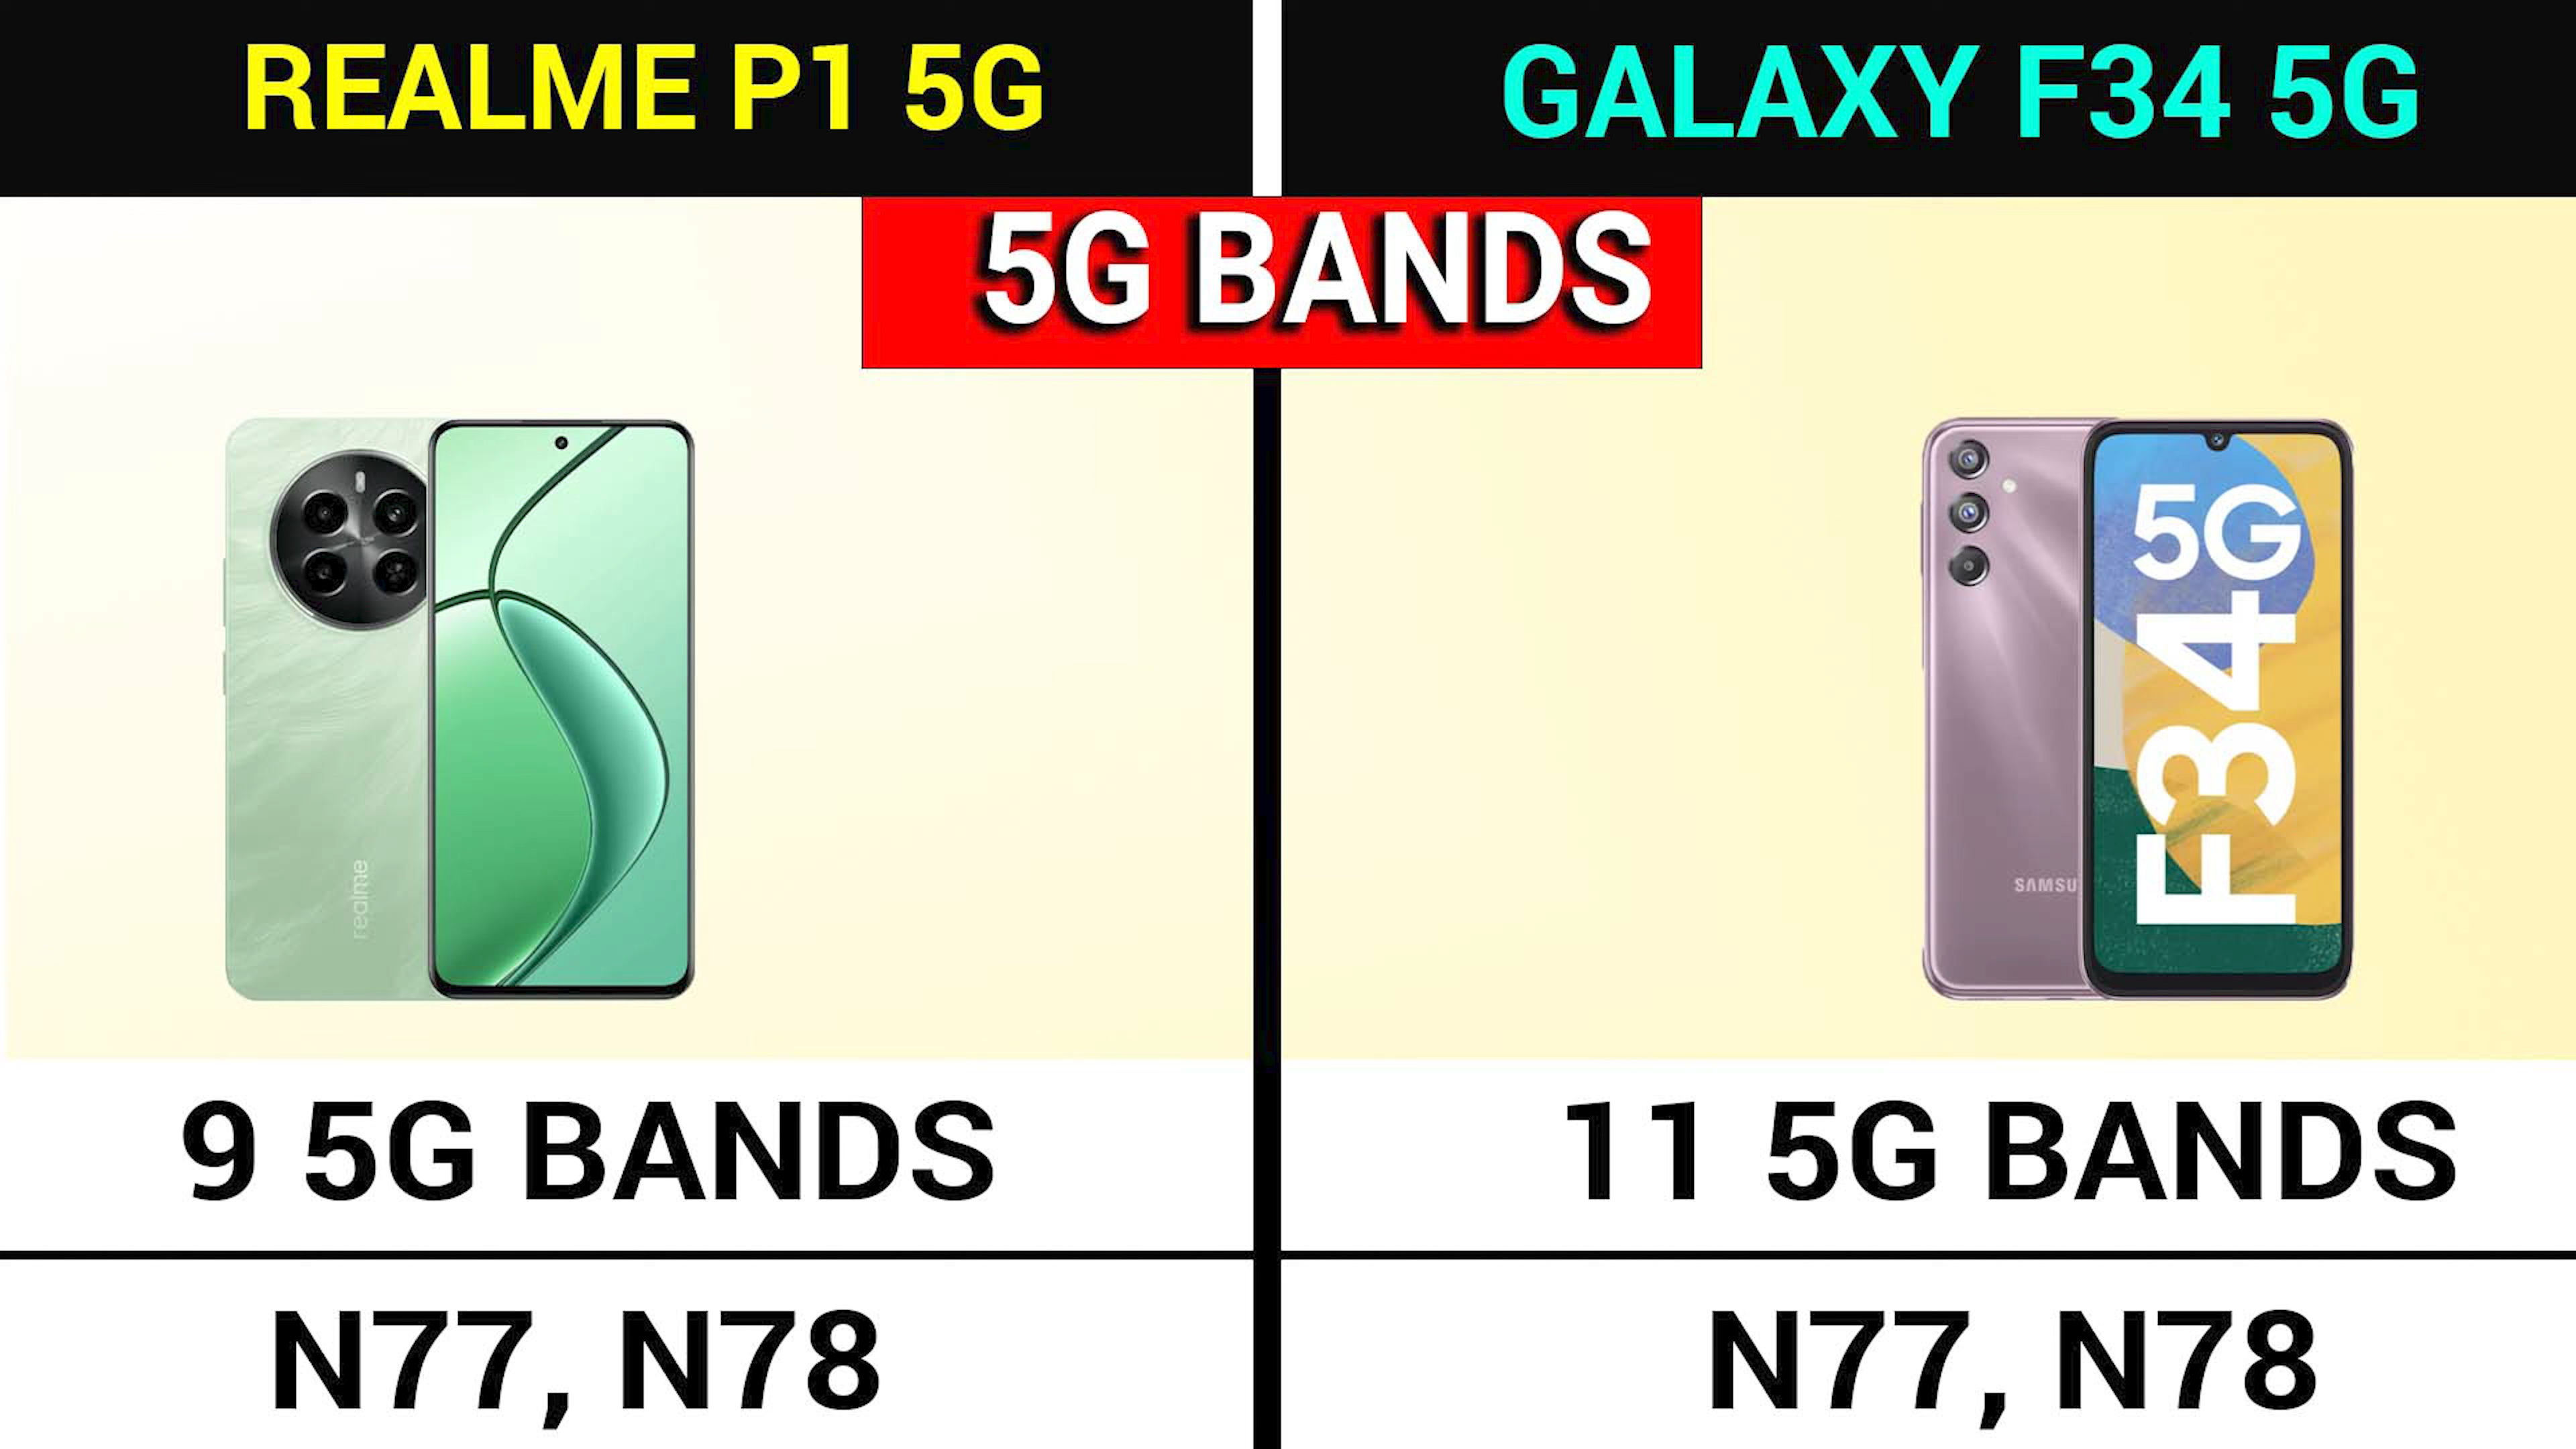 REALME P1 5G
GALAXY F34 5G
5G BANDS
realme
SAMSU
5G
F34
9 5G BANDS
11 5G BANDS
N77, N78
N77, N78